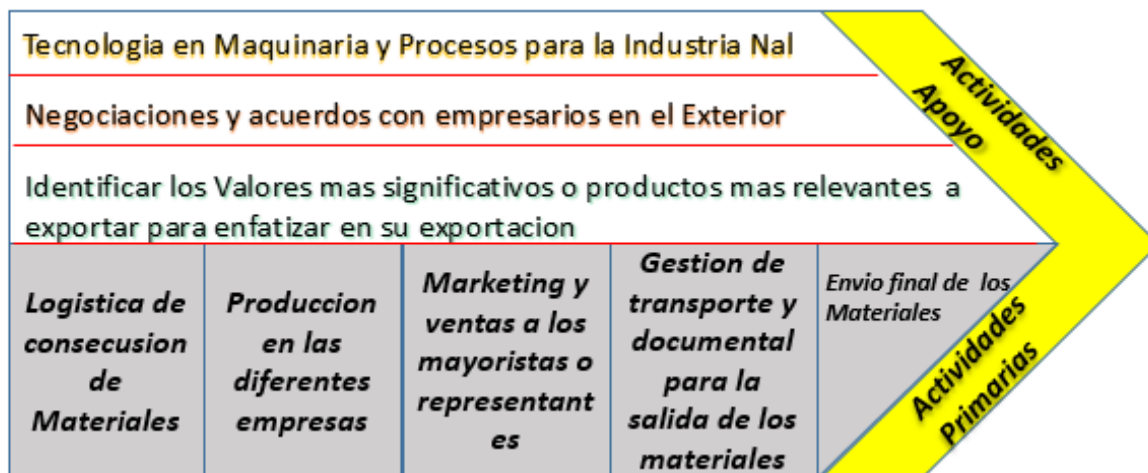 Tecnologia en Maquinaria y Procesos para la Industria Nal
Negociaciones y acuerdos con empresarios en el Exterior
Identificar los Valores mas significativos o productos mas relevantes a
exportar para enfatizar en su exportacion
Actividades
Apoyo
Logistica de
consecusion
de
Materiales
Produccion
en las
diferentes
empresas
Marketing y
ventas a los
mayoristas o
representant
es
Gestion de
transporte y
documental
para la
salida de los
materiales
Envio final de los
Materiales
Actividades
Primarias